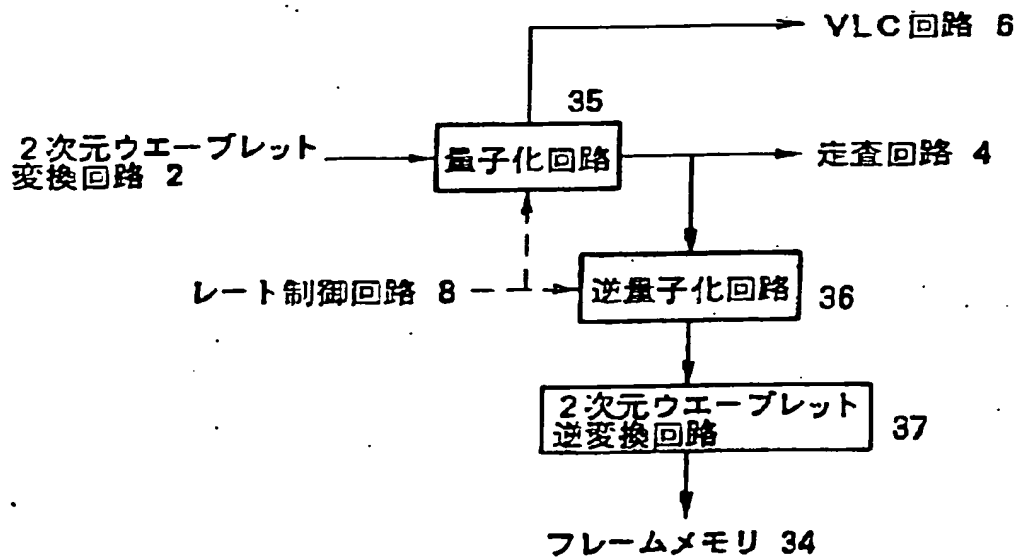 VLC回路 6
35
2次元ウエーブレット
変換回路 2
量子化回路
走査回路 4
レート制御回路 8
逆量子化回路
36
2次元ウエーブレット
逆変換回路
37
フレームメモリ 34